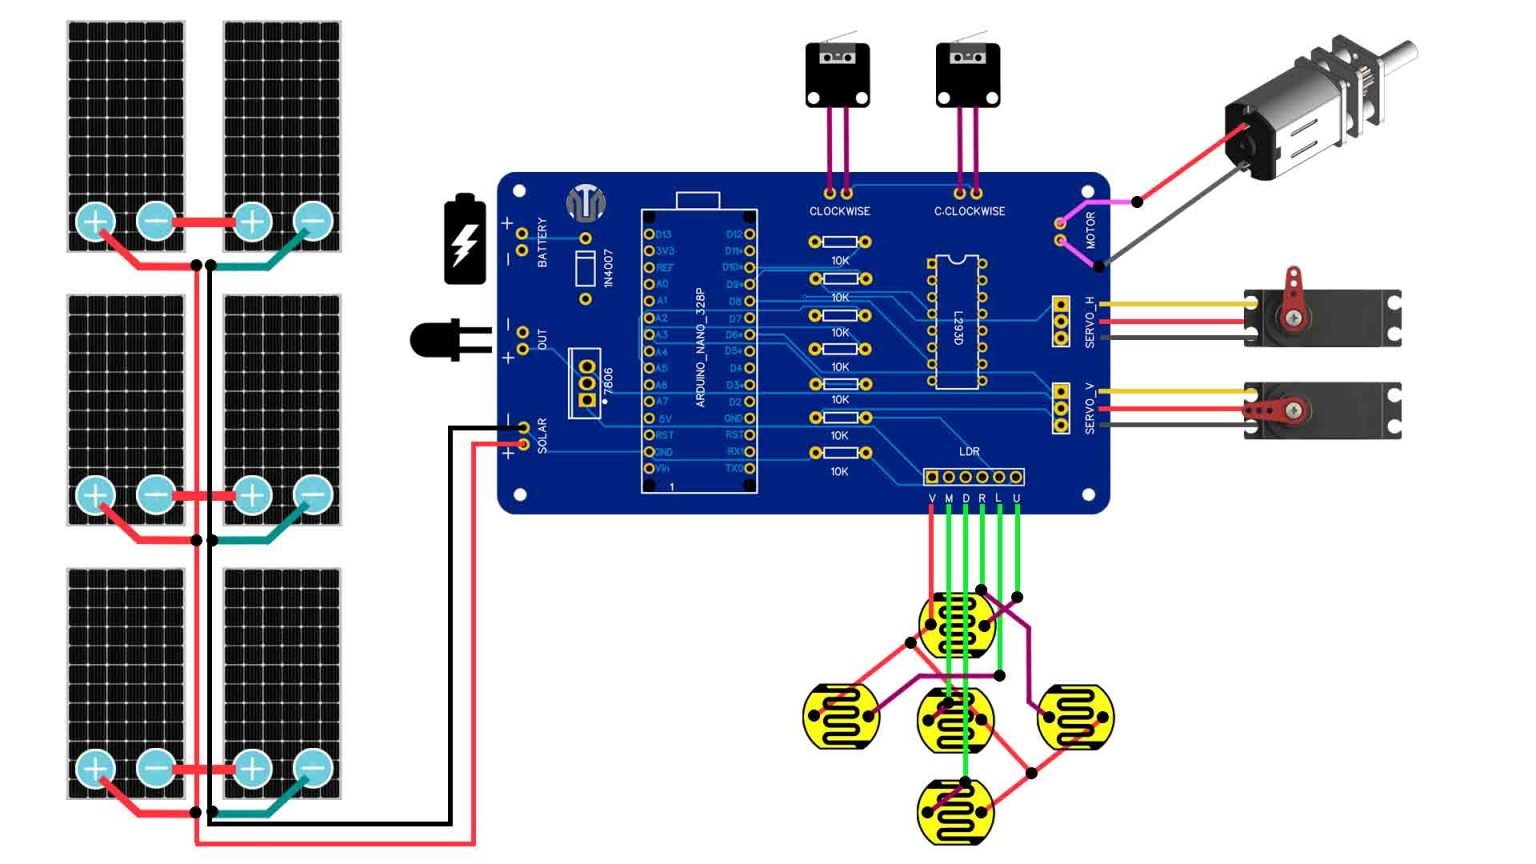 CLOCKWISE
C.CLOCKWISE
+
BATTERY
-
1N4007
-
OUT
+
7806
-
SOLAR
+
ARDUINO_NANO_328P
D13
3V3
REF
A0
A1
A2
A3
A4
A5
A6
A7
5V
RST
GND
Vin
1
D12
D11*
D10*
D9*
D8
D7
D6*
D5*
D4
D3*
D2
GND
RST
RX1
TX0
10K
10K
10K
10K
10K
10K
10K
L293D
MOTOR
SERVO_H
SERVO_V
LDR
V M D R L U
+ - + -
+ - + -
+ - + -